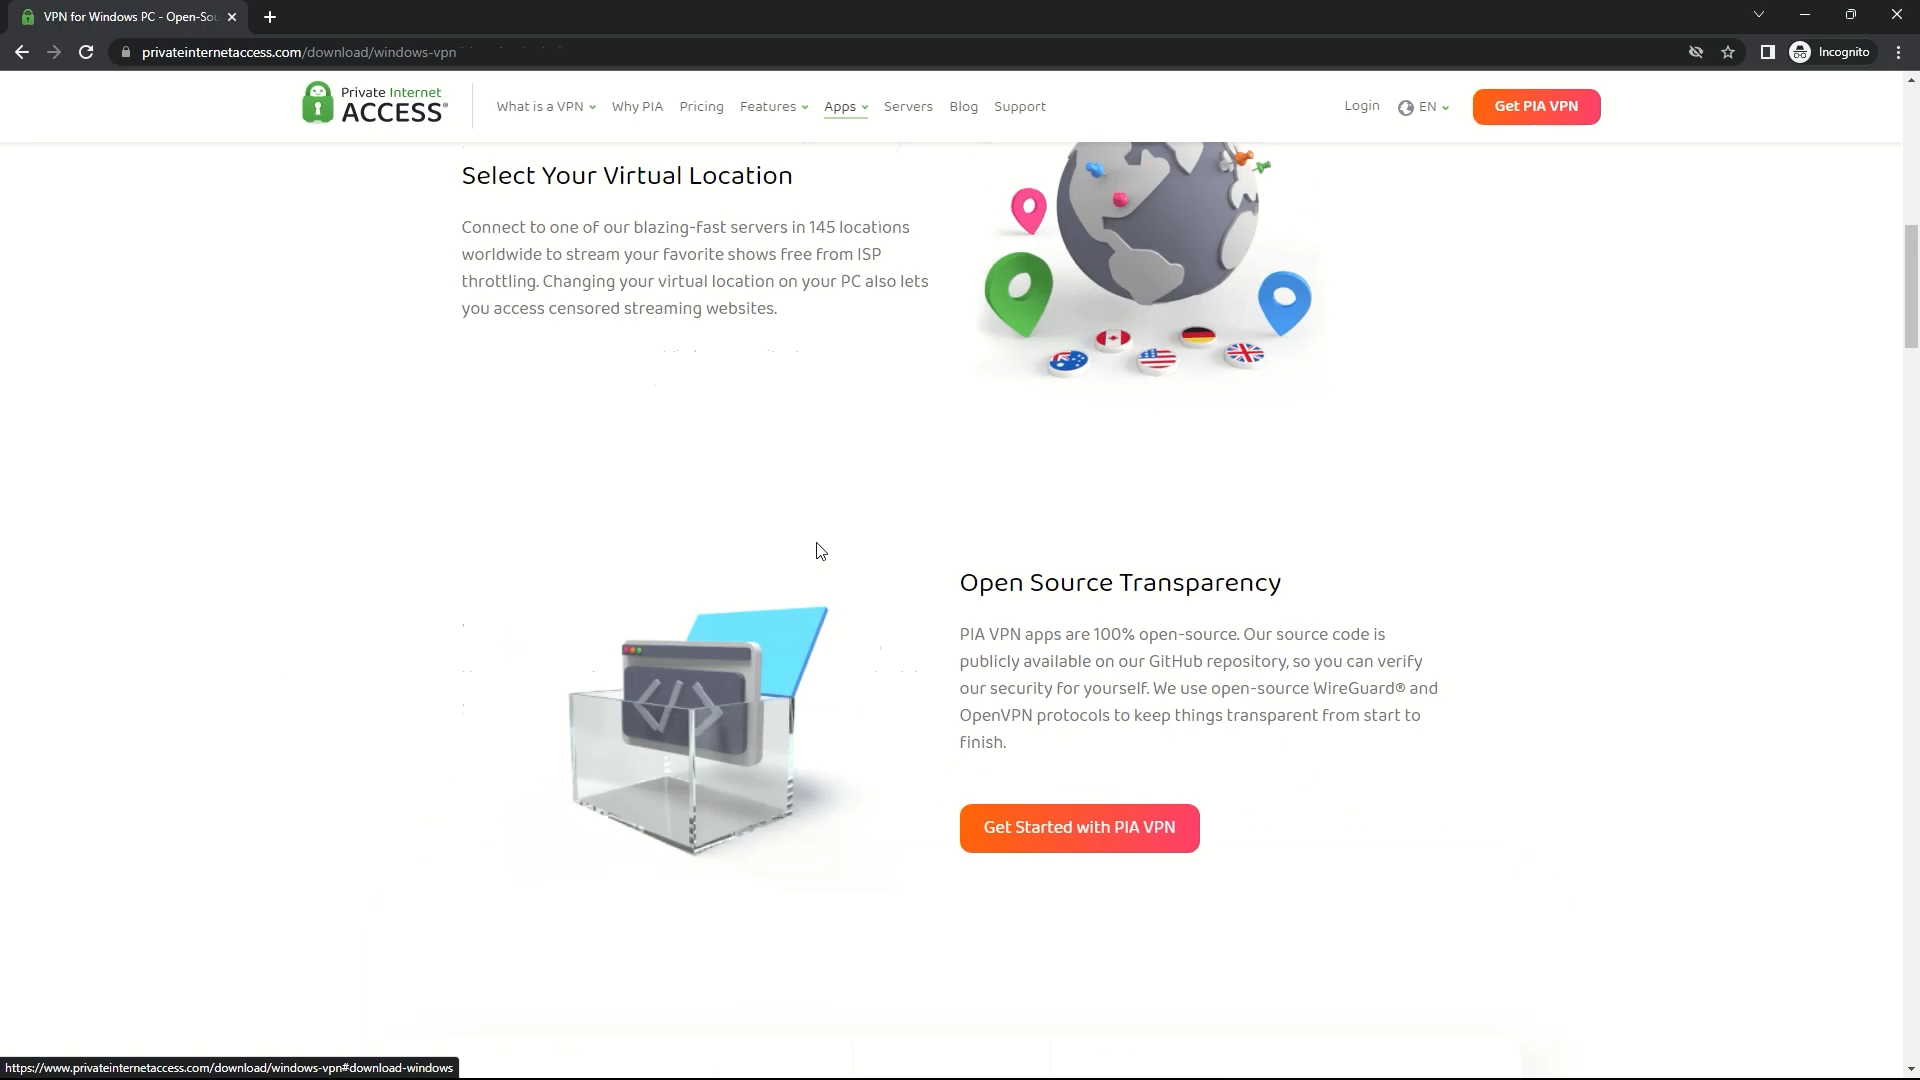 VPN for Windows PC - Open-Sou
privateinternetaccess.com/download/windows-vpn
Incognito
Private Internet
ACCESS®
What is a VPN
Why PIA
Pricing
Features
Apps
Servers
Blog
Support
Login
EN
Get PIA VPN
Select Your Virtual Location
Connect to one of our blazing-fast servers in 145 locations
worldwide to stream your favorite shows free from ISP
throttling. Changing your virtual location on your PC also lets
you access censored streaming websites.
Open Source Transparency
PIA VPN apps are 100% open-source. Our source code is
publicly available on our GitHub repository, so you can verify
our security for yourself. We use open-source WireGuard® and
OpenVPN protocols to keep things transparent from start to
finish.
Get Started with PIA VPN
https://www.privateinternetaccess.com/download/windows-vpn#download-windows